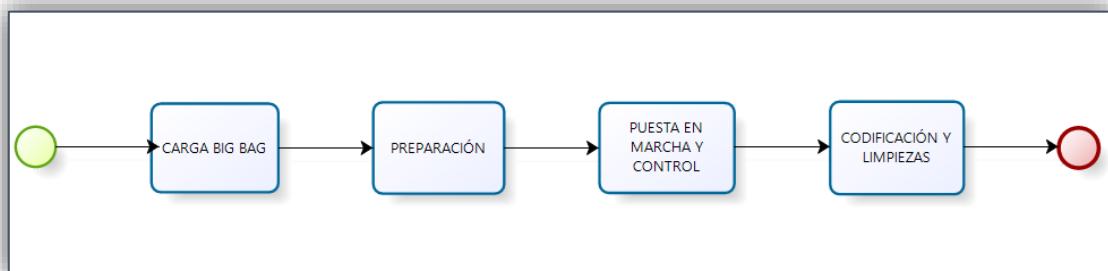 CARGA BIG BAG
PREPARACIÓN
PUESTA EN
MARCHA Y
CONTROL
CODIFICACIÓN Y
LIMPIEZAS